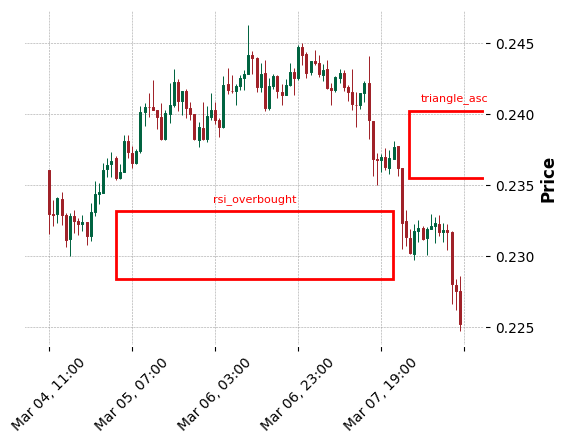 0.245
triangle_asc
0.240
0.235
rsi_overbought
0.230
0.225
Price
Mar 04, 11:00
Mar 05, 07:00
Mar 06, 03:00
Mar 06, 23:00
Mar 07, 19:00